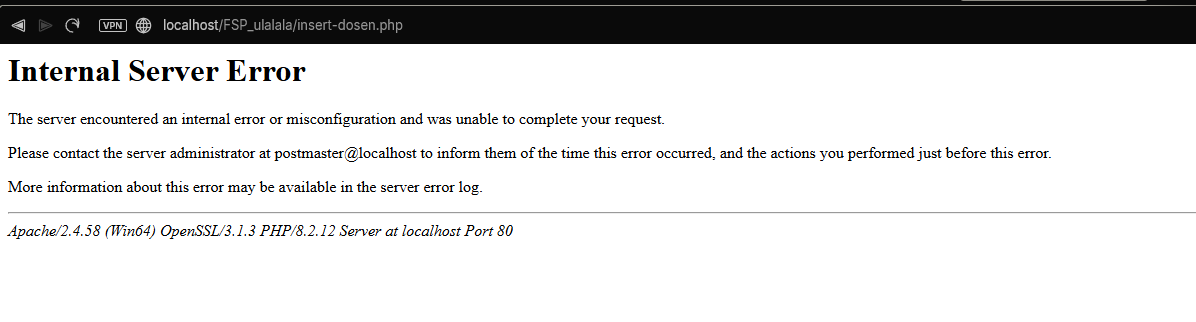 VPN localhost/FSP_ulalala/insert-dosen.php
Internal Server Error
The server encountered an internal error or misconfiguration and was unable to complete your request.
Please contact the server administrator at postmaster@localhost to inform them of the time this error occurred, and the actions you performed just before this error.
More information about this error may be available in the server error log.
Apache/2.4.58 (Win64) OpenSSL/3.1.3 PHP/8.2.12 Server at localhost Port 80